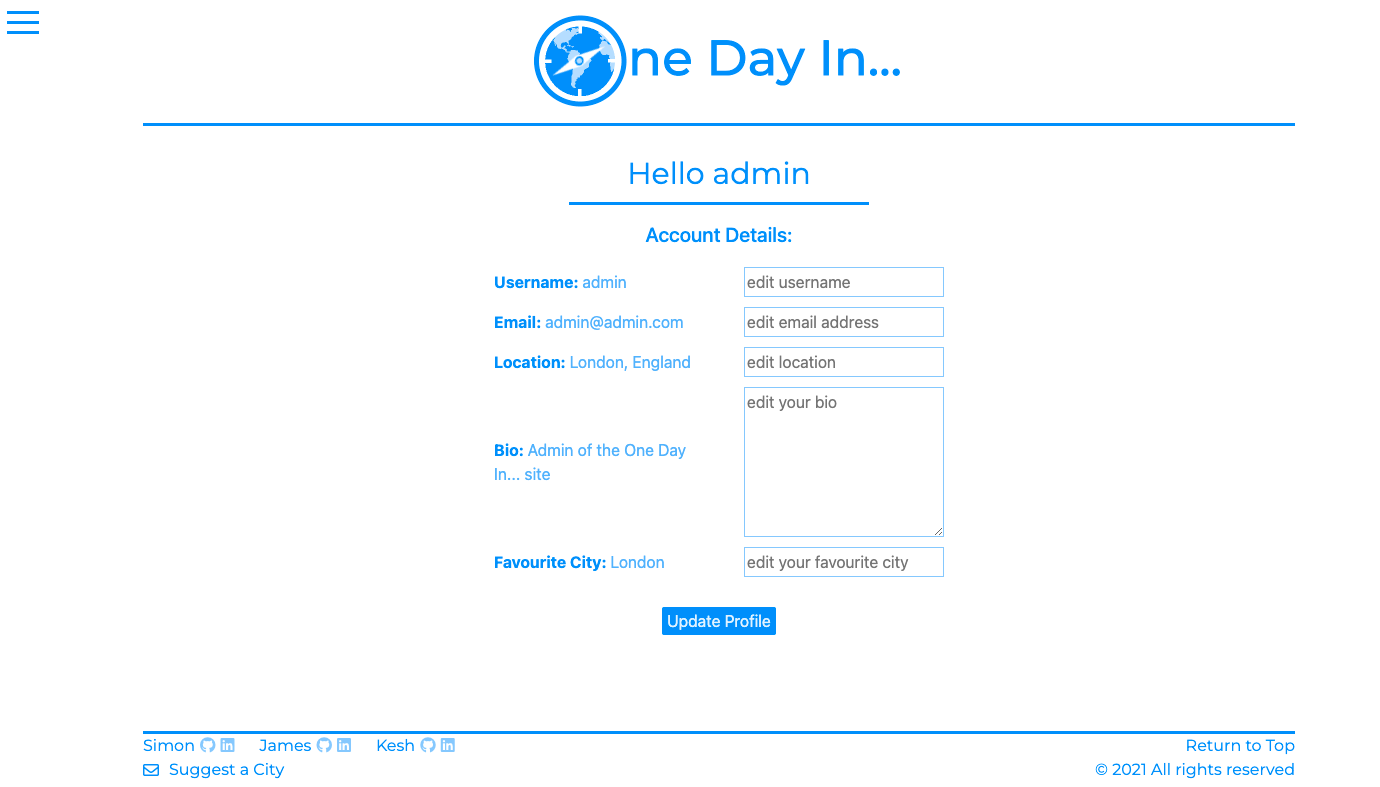 ne Day In...
Hello admin
Account Details:
Username: admin
edit username
Email: admin@admin.com
edit email address
Location: London, England
edit location
edit your bio
Bio: Admin of the One Day
In... site
Favourite City: London
edit your favourite city
Update Profile
Simon James Kesh
Return to Top
Suggest a City
© 2021 All rights reserved